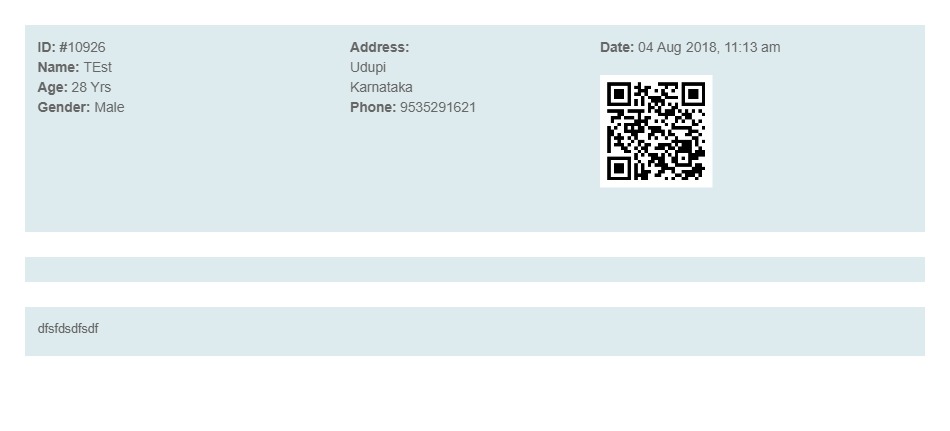 ID: #10926
Name: TEst
Age: 28 Yrs
Gender: Male
Address:
Udupi
Karnataka
Phone: 9535291621
Date: 04 Aug 2018, 11:13 am
dfsfdsdfsdf